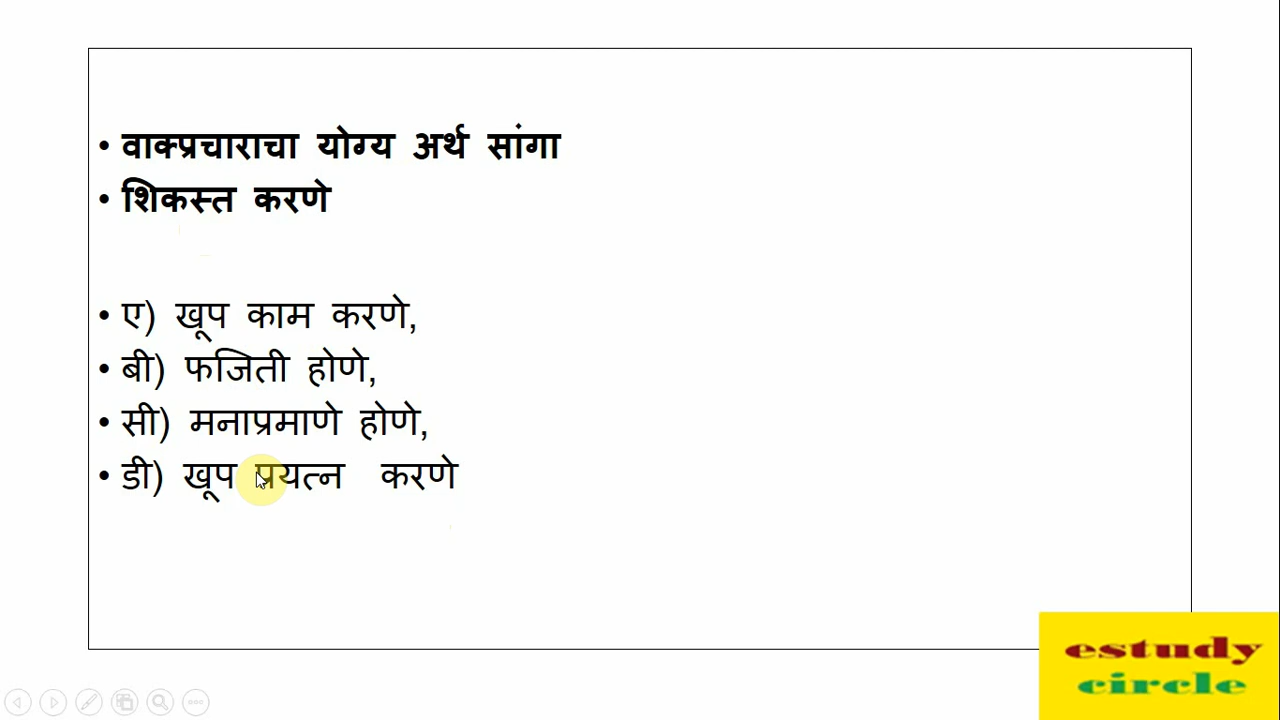 • वाक्प्रचाराचा योग्य अर्थ सांगा
• शिकस्त करणे
• ए) खूप काम करणे,
• बी) फजिती होणे,
• सी) मनाप्रमाणे होणे,
• डी) खूप प्रयत्न करणे
estudy
circle